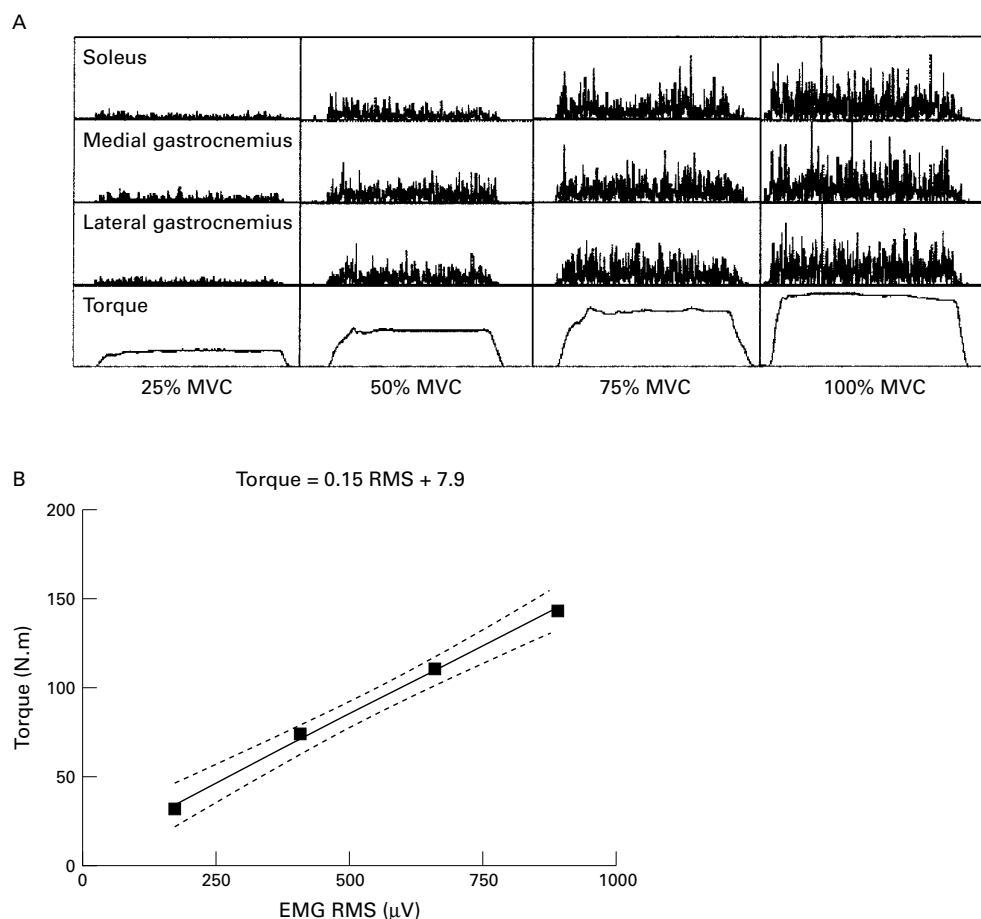 A
Soleus
Medial gastrocnemius
Lateral gastrocnemius
Torque
25% MVC 50% MVC 75% MVC 100% MVC
B
Torque = 0.15 RMS + 7.9
200
150
100
50
0
Torque (N.m)
0 250 500 750 1000
EMG RMS (μV)